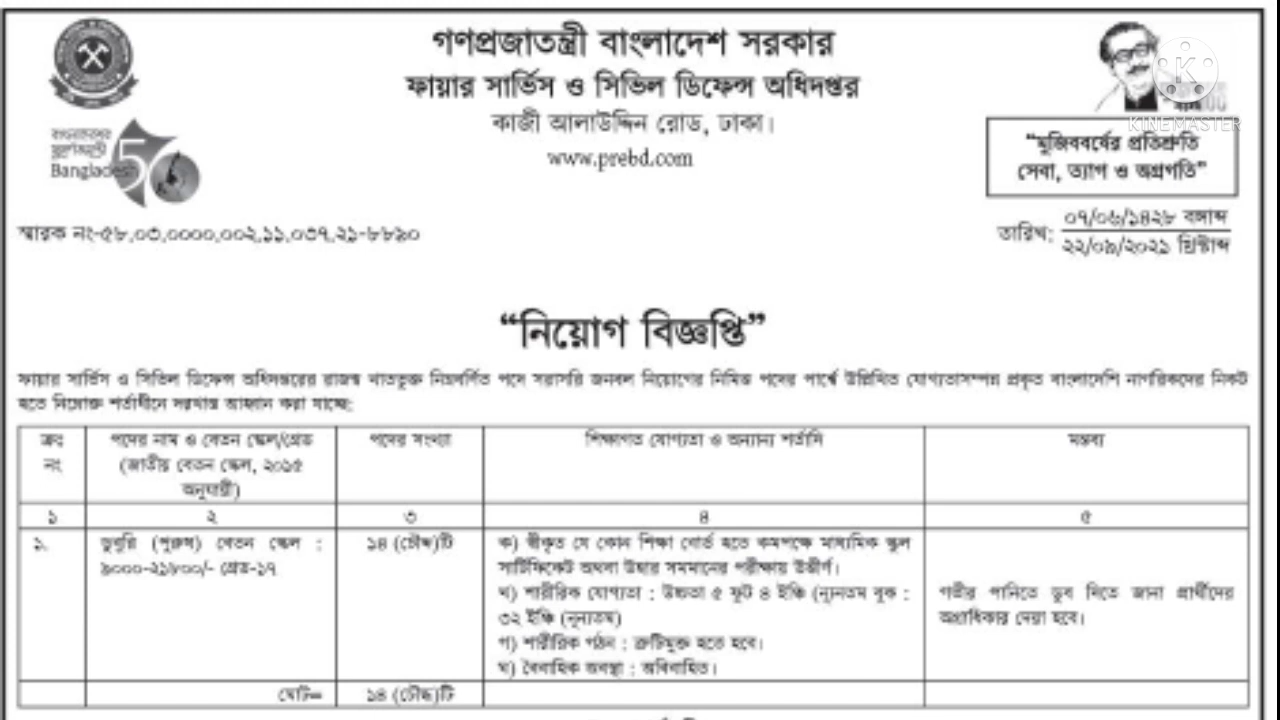 গণপ্রজাতন্ত্রী বাংলাদেশ সরকার
ফায়ার সার্ভিস ও সিভিল ডিফেন্স অধিদপ্তর
কাজী আলাউদ্দিন রোড, ঢাকা।
www.prebd.com
Bangladesh
50
KINEMASTER
“মুজিববর্ষের প্রতিশ্রুতি
সেবা, ত্যাগ ও অগ্রগতি”
স্মারক নং-৫৮,০৩,০০০০,০০২,১১,০৩৭,২১-৮৮৯০
তারিখ: ০৭/০৬/১৪২৮ বঙ্গাব্দ
২২/০৯/২০২১ খ্রিস্টাব্দ
“নিয়োগ বিজ্ঞপ্তি”
ফায়ার সার্ভিস ও সিভিল ডিফেন্স অধিদপ্তরের রাজস্ব খাতভুক্ত নিম্নবর্ণিত পদে সরাসরি জনবল নিয়োগের নিমিত্ত পদের পার্শ্বে উল্লিখিত যোগ্যতাসম্পন্ন প্রকৃত বাংলাদেশি নাগরিকদের নিকট
হতে নিম্নোক্ত শর্তাধীনে দরখাস্ত আহ্বান করা যাচ্ছে:
ক্রঃ নং
পদের নাম ও বেতন স্কেল/গ্রেড
(জাতীয় বেতন স্কেল, ২০১৫
অনুযায়ী)
পদের সংখ্যা
শিক্ষাগত যোগ্যতা ও অন্যান্য শর্তাদি
মন্তব্য
১ ২ ৩ ৪ ৫
১.
ডুবুরি (পুরুষ) বেতন স্কেল :
৯০০০-২১৮০০/- গ্রেড-১৭
১৪ (চৌদ্দ)টি
ক) স্বীকৃত যে কোন শিক্ষা বোর্ড হতে কমপক্ষে মাধ্যমিক স্কুল
সার্টিফিকেট অথবা উহার সমমানের পরীক্ষায় উত্তীর্ণ।
খ) শারীরিক যোগ্যতা : উচ্চতা ৫ ফুট ৪ ইঞ্চি (ন্যূনতম বুক :
৩২ ইঞ্চি (নূন্যতম)
গ) শারীরিক গঠন : ত্রুটিমুক্ত হতে হবে।
ঘ) বৈবাহিক অবস্থা : অবিবাহিত।
গভীর পানিতে ডুব দিতে জানা প্রার্থীদের
অগ্রাধিকার দেয়া হবে।
মোট= ১৪ (চৌদ্দ)টি